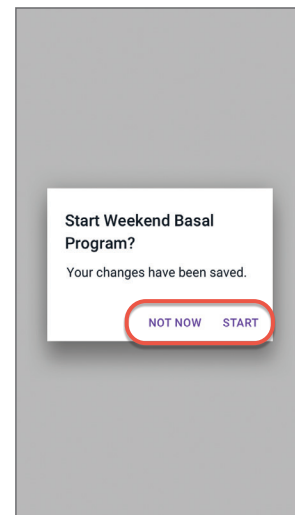 Start Weekend Basal
Program?
Your changes have been saved.
NOT NOW START